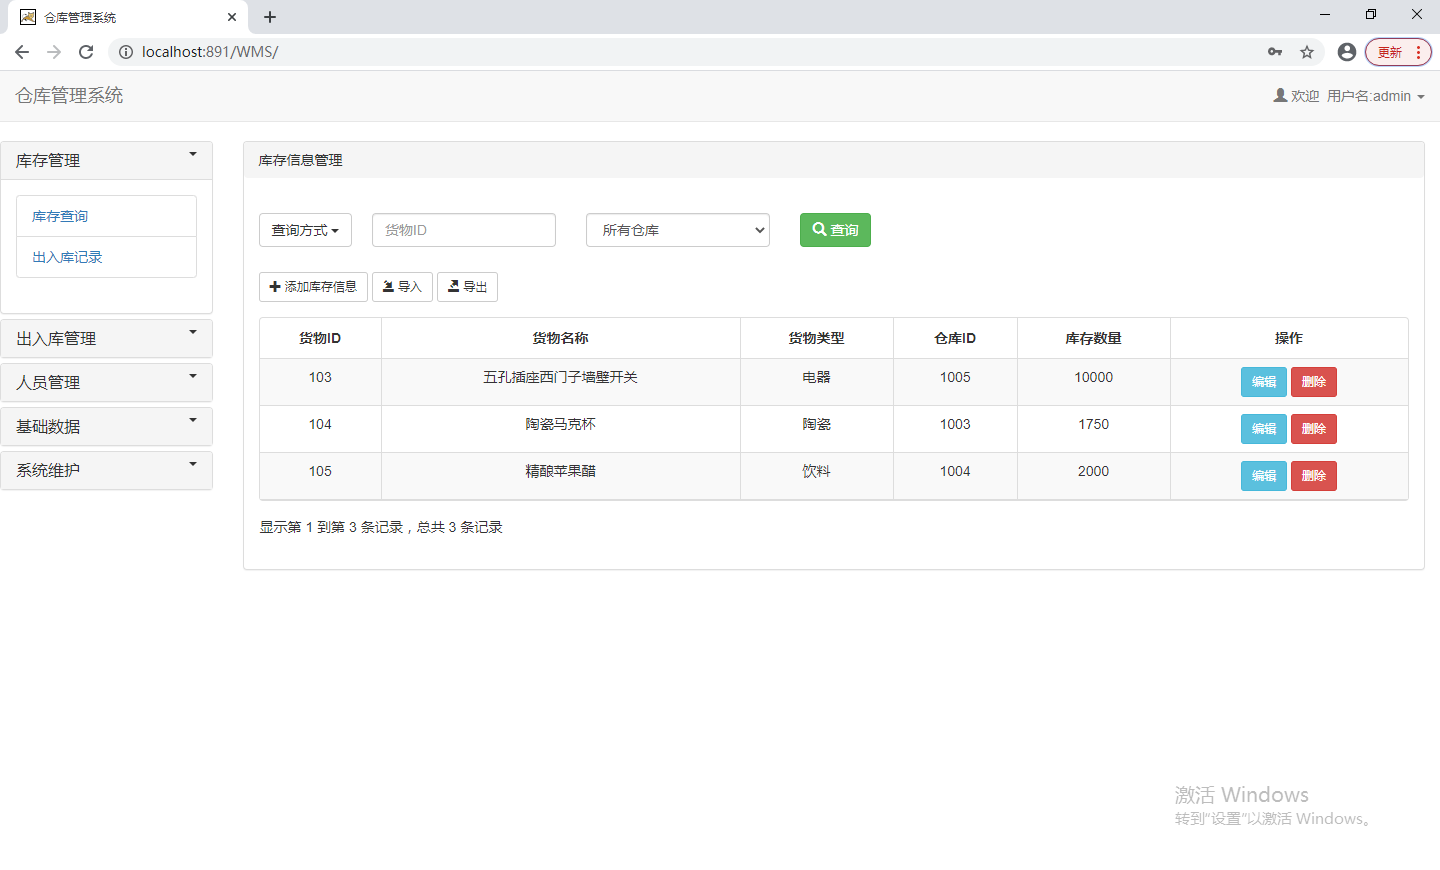 仓库管理系统
localhost:891/WMS/
更新
仓库管理系统
欢迎 用户名:admin
库存管理
库存查询
出入库记录
出入库管理
人员管理
基础数据
系统维护
库存信息管理
查询方式 货物ID 所有仓库 查询
添加库存信息 导入 导出
货物ID 货物名称 货物类型 仓库ID 库存数量 操作
103 五孔插座西门子墙壁开关 电器 1005 10000 编辑 删除
104 陶瓷马克杯 陶瓷 1003 1750 编辑 删除
105 精酿苹果醋 饮料 1004 2000 编辑 删除
显示第 1 到第 3 条记录，总共 3 条记录
激活 Windows
转到"设置"以激活 Windows。